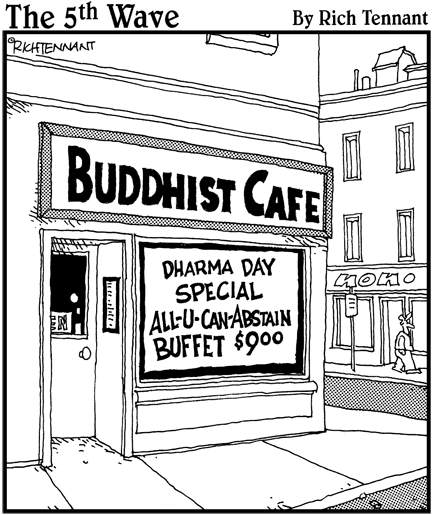 The 5th Wave By Rich Tennant
©RICHTENNANT
BUDDHIST CAFE
DHARMA DAY
SPECIAL
ALL-U-CAN-ABSTAIN
BUFFET $9.00
EN